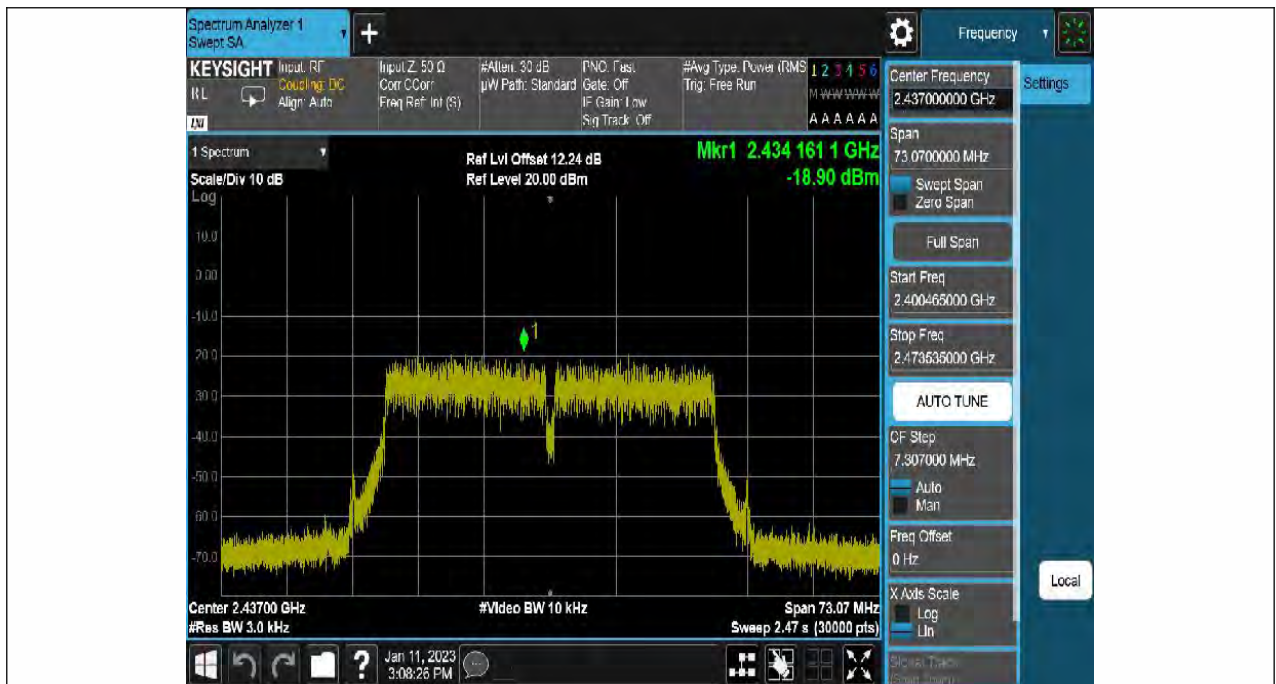 Spectrum Analyzer 1
Swept SA
+
Frequency
KEYSIGHT
Input: RF
Coupling: DC
Align: Auto
Input Z: 50 Ω
Corr CCorr
Freq Ref: Int (S)
#Atten: 30 dB
µW Path: Standard
PNO: Fast
Gate: Off
IF Gain: Low
Sig Track: Off
#Avg Type: Power (RMS
Trig: Free Run
1 2 3 4 5 6
M W W W W W
A A A A A A
1 Spectrum
Scale/Div 10 dB
Log
Ref Lvl Offset 12.24 dB
Ref Level 20.00 dBm
Mkr1 2.434 161 1 GHz
-18.90 dBm
10.0
0.00
-10.0
20.0
30.0
-40.0
-50.0
60.0
-70.0
1
Center 2.43700 GHz
#Res BW 3.0 kHz
#Video BW 10 kHz
Span 73.07 MHz
Sweep 2.47 s (30000 pts)
Center Frequency
2.437000000 GHz
Settings
Span
73.0700000 MHz
Swept Span
Zero Span
Full Span
Start Freq
2.400465000 GHz
Stop Freq
2.473535000 GHz
AUTO TUNE
CF Step
7.307000 MHz
Auto
Man
Freq Offset
0 Hz
X Axis Scale
Log
Lin
Local
?
Jan 11, 2023
3:08:26 PM